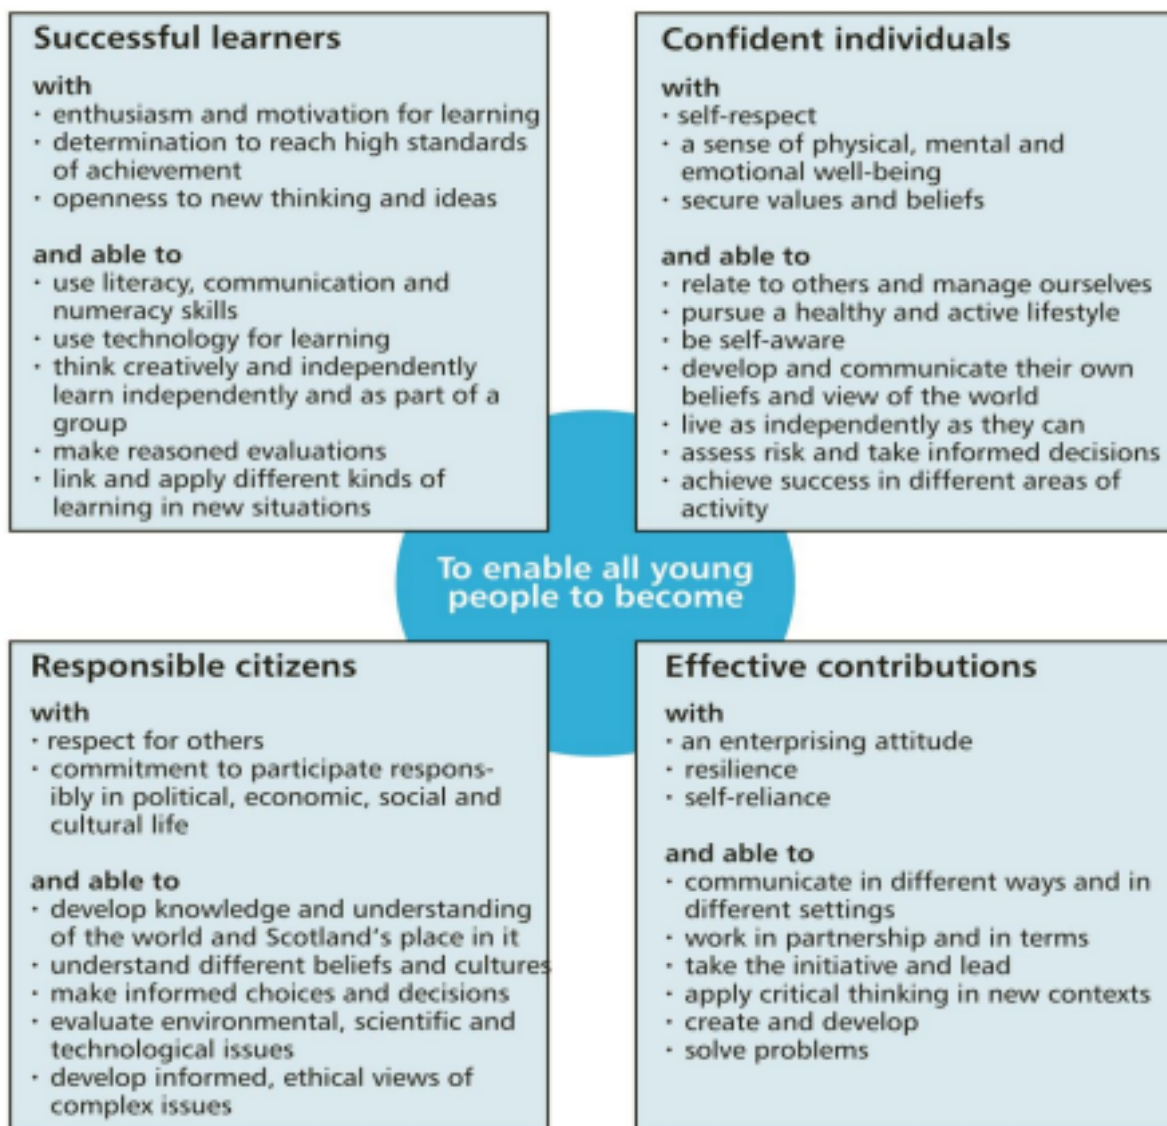 Successful learners
with
· enthusiasm and motivation for learning
· determination to reach high standards
of achievement
· openness to new thinking and ideas
and able to
· use literacy, communication and
numeracy skills
· use technology for learning
· think creatively and independently
learn independently and as part of a
group
· make reasoned evaluations
· link and apply different kinds of
learning in new situations
Confident individuals
with
· self-respect
· a sense of physical, mental and
emotional well-being
· secure values and beliefs
and able to
· relate to others and manage ourselves
· pursue a healthy and active lifestyle
· be self-aware
· develop and communicate their own
beliefs and view of the world
· live as independently as they can
· assess risk and take informed decisions
· achieve success in different areas of
activity
To enable all young
people to become
Responsible citizens
with
· respect for others
· commitment to participate respons-
ibly in political, economic, social and
cultural life
and able to
· develop knowledge and understanding
of the world and Scotland's place in it
· understand different beliefs and cultures
· make informed choices and decisions
· evaluate environmental, scientific and
technological issues
· develop informed, ethical views of
complex issues
Effective contributions
with
· an enterprising attitude
· resilience
· self-reliance
and able to
· communicate in different ways and in
different settings
· work in partnership and in terms
· take the initiative and lead
· apply critical thinking in new contexts
· create and develop
· solve problems